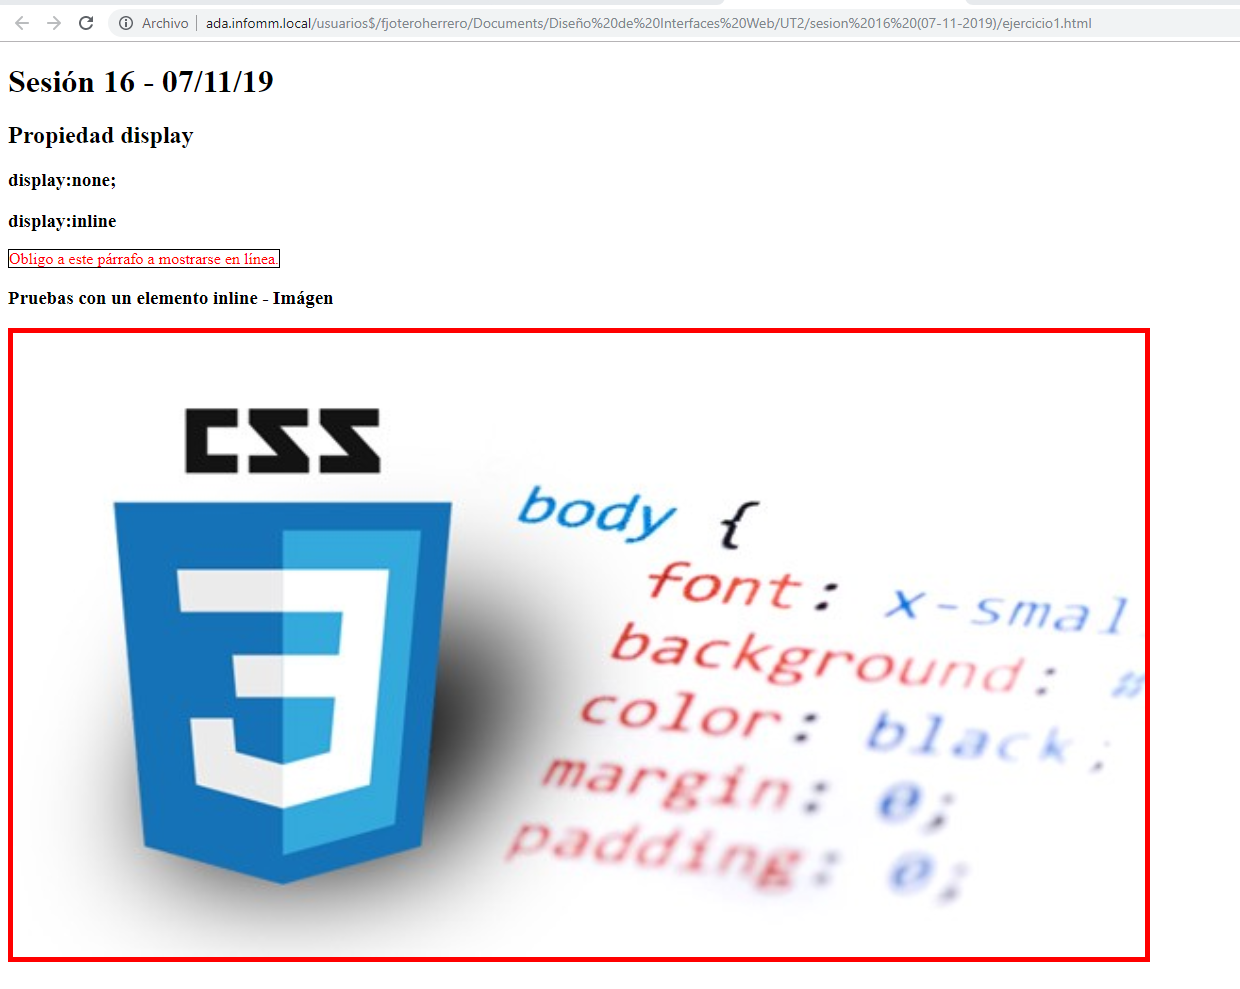 Archivo | ada.infomm.local/usuarios$/fjoteroherrero/Documents/Diseño%20de%20Interfaces%20Web/UT2/sesion%2016%20(07-11-2019)/ejercicio1.html
Sesión 16 - 07/11/19
Propiedad display
display:none;
display:inline
Obligo a este párrafo a mostrarse en línea.
Pruebas con un elemento inline - Imágen
CSS
3
body {
font: x-smal
background: #
color: black;
margin: 0;
padding: 0;